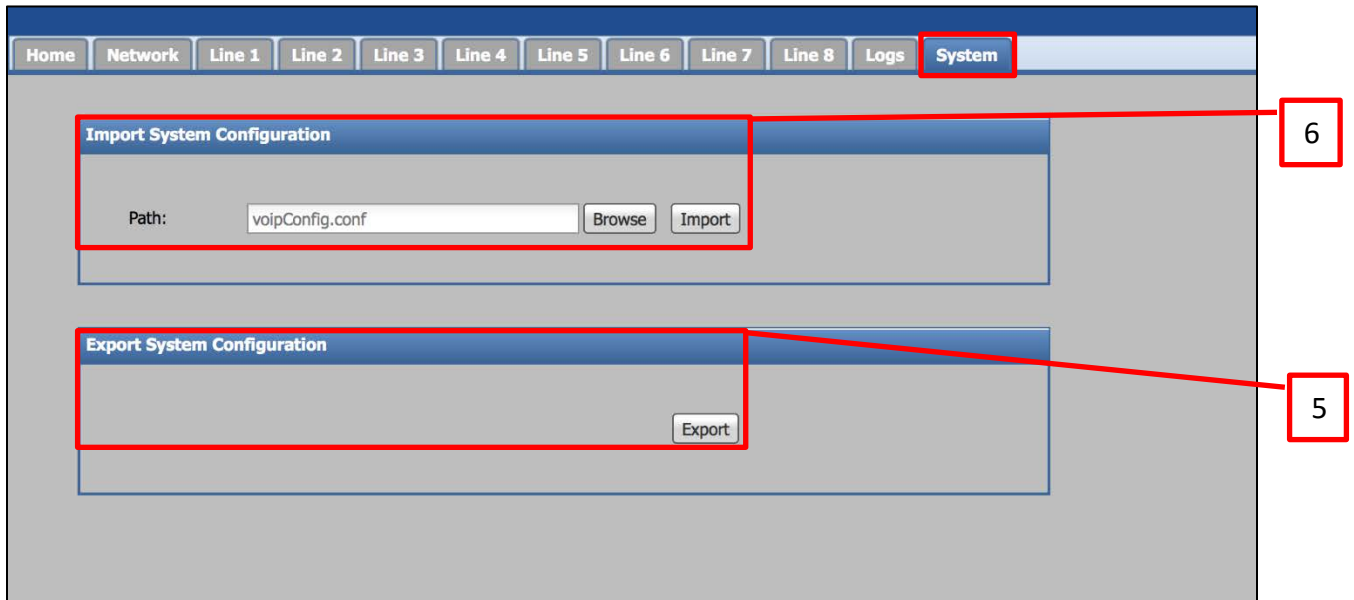 Home Network Line 1 Line 2 Line 3 Line 4 Line 5 Line 6 Line 7 Line 8 Logs System
Import System Configuration
6
Path: voipConfig.conf Browse Import
Export System Configuration
5
Export